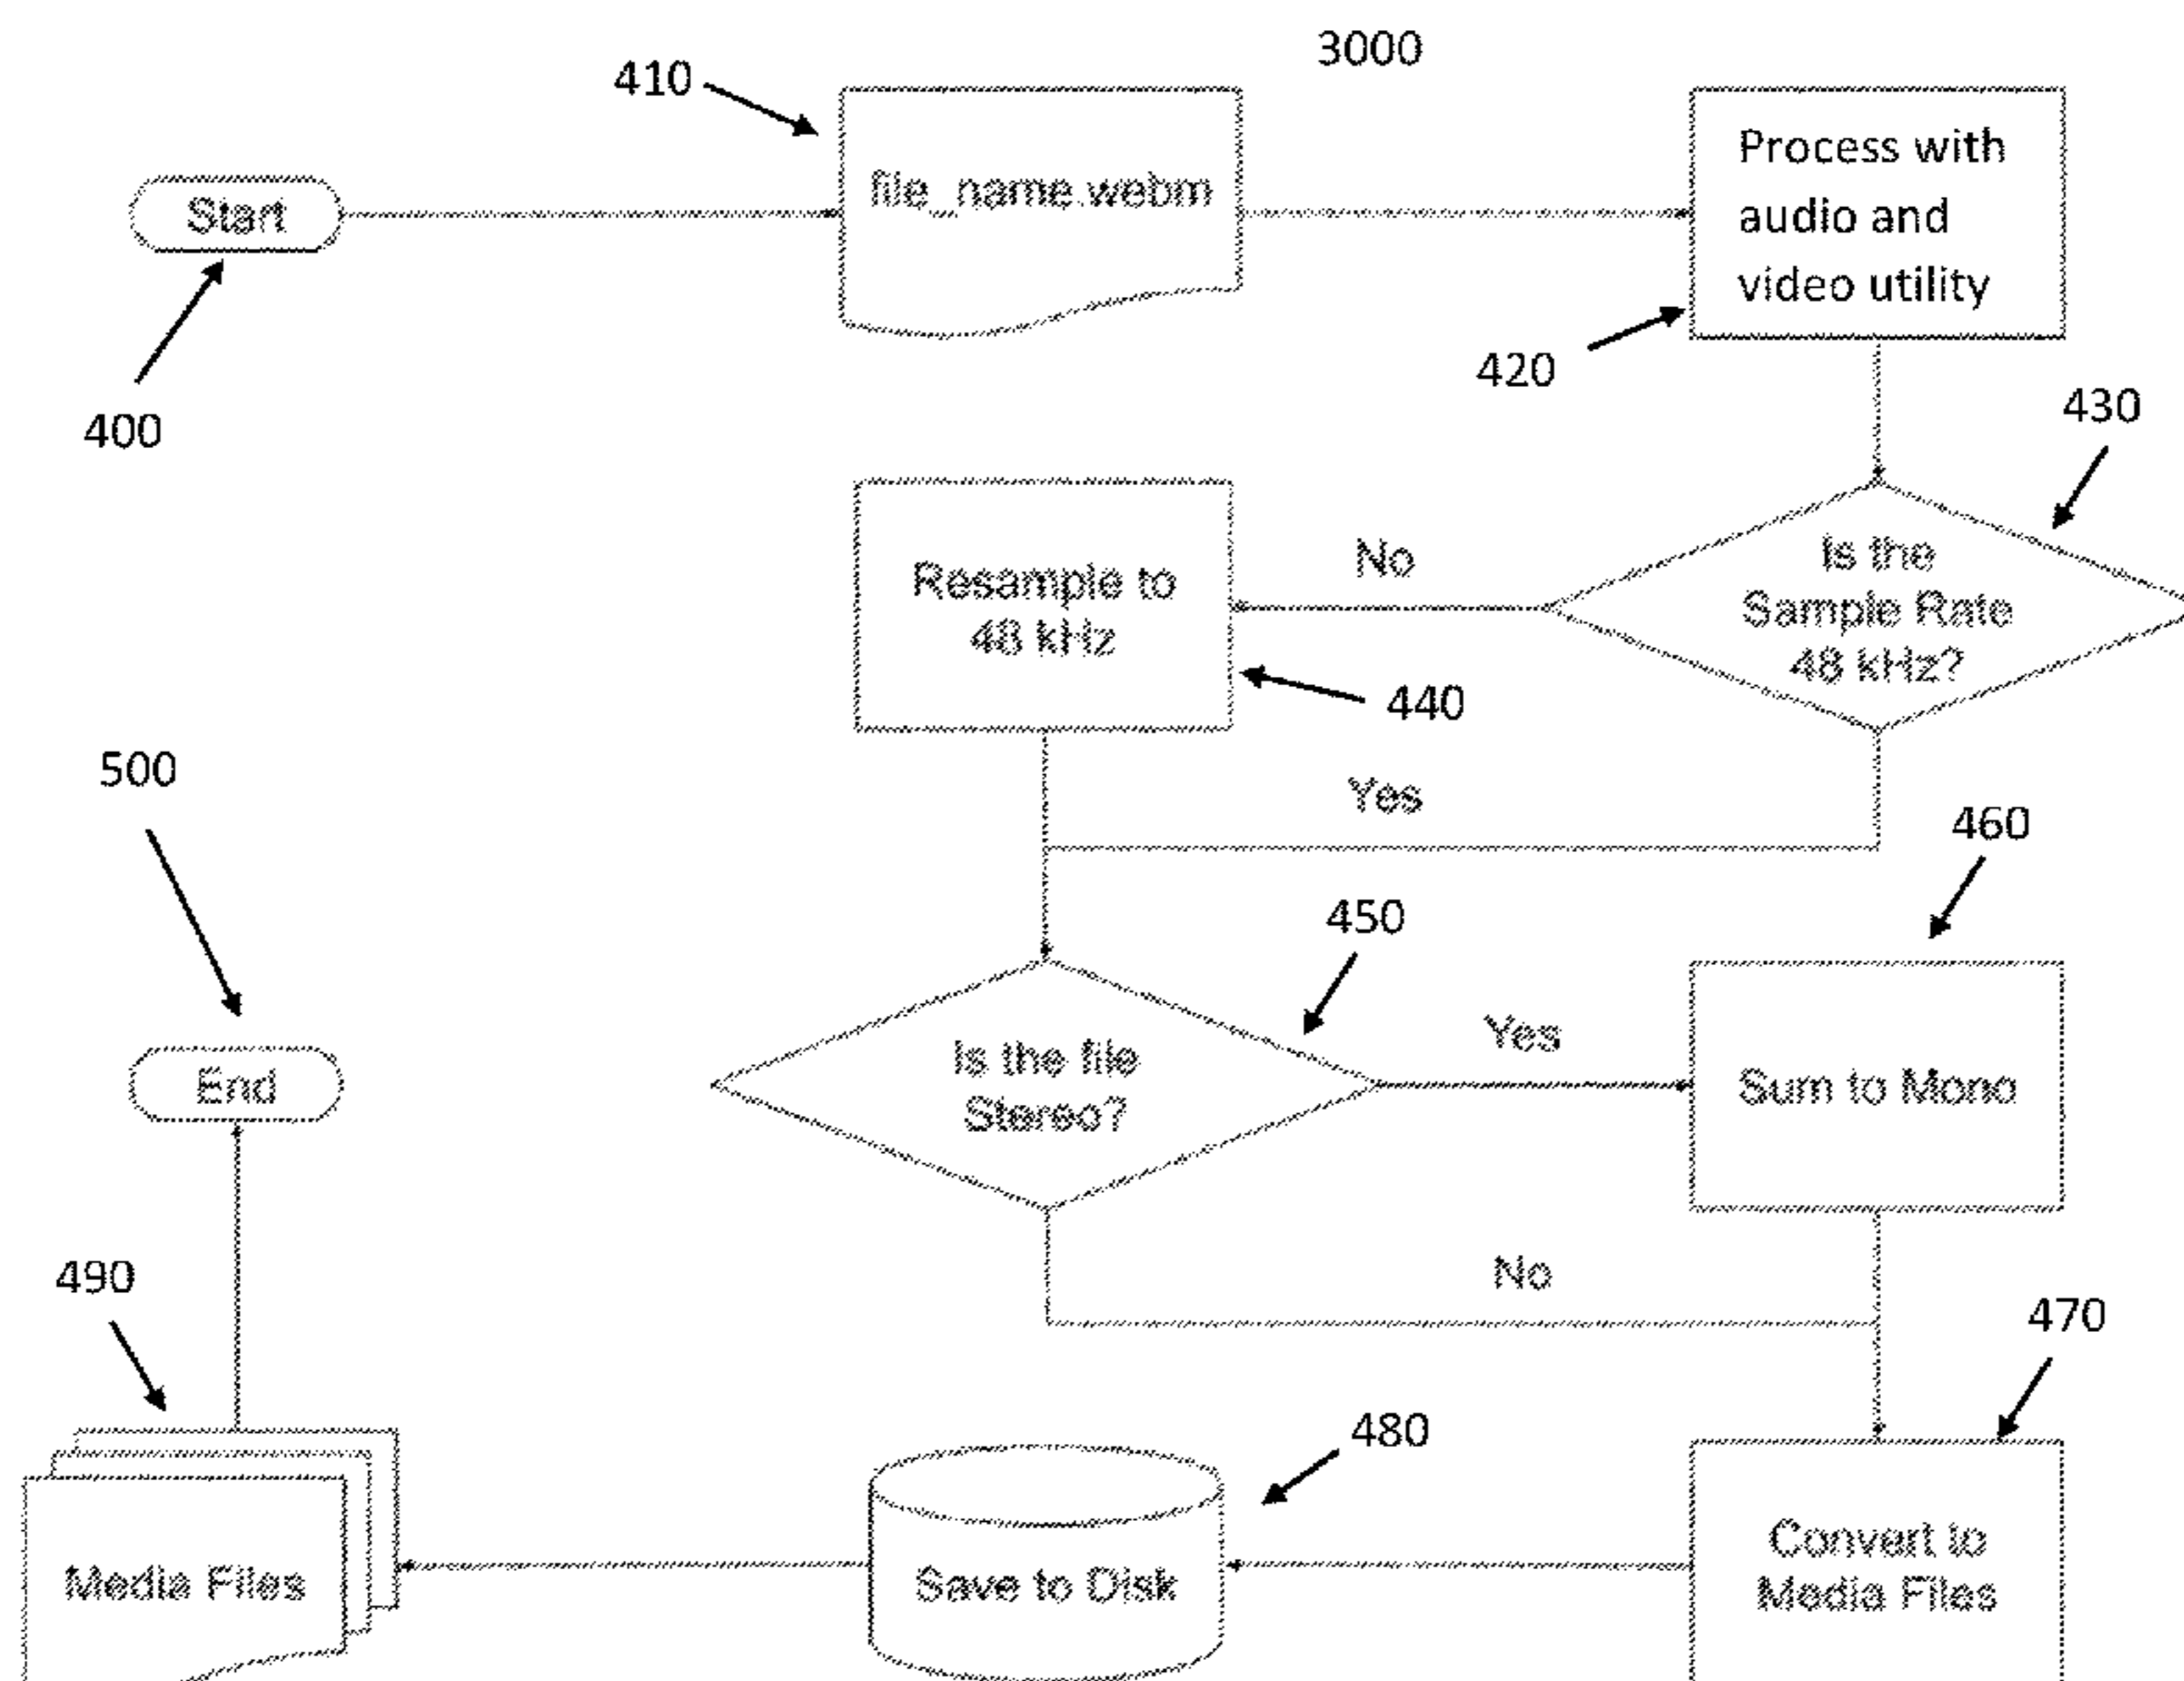 3000
410
file_name.webm
Process with
audio and
video utility
Start
420
400
430
Is the
Sample Rate
48 kHz?
No
Resample to
48 kHz
440
Yes
500
460
450
Is the file
Stereo?
Yes
Sum to Mono
End
No
490
470
480
Convert to
Media Files
Save to Disk
Media Files